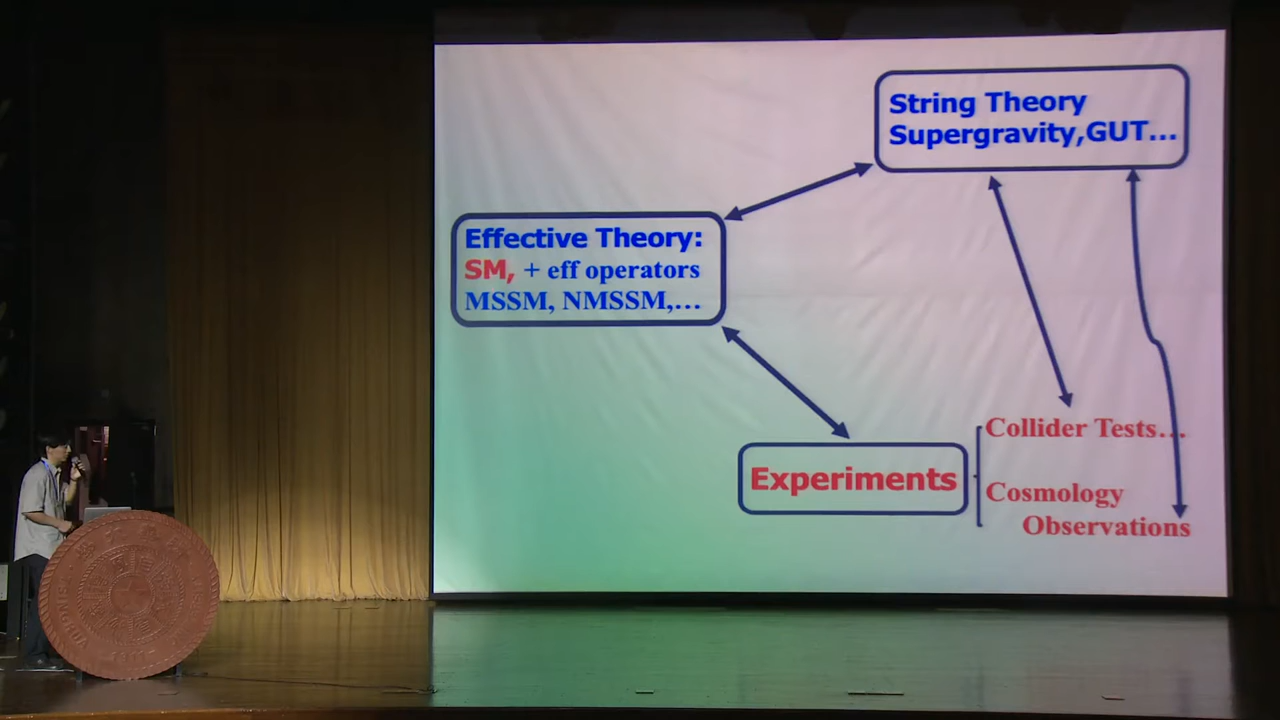 String Theory
Supergravity,GUT...
Effective Theory:
SM, + eff operators
MSSM, NMSSM,...
Experiments
Collider Tests...
Cosmology
Observations